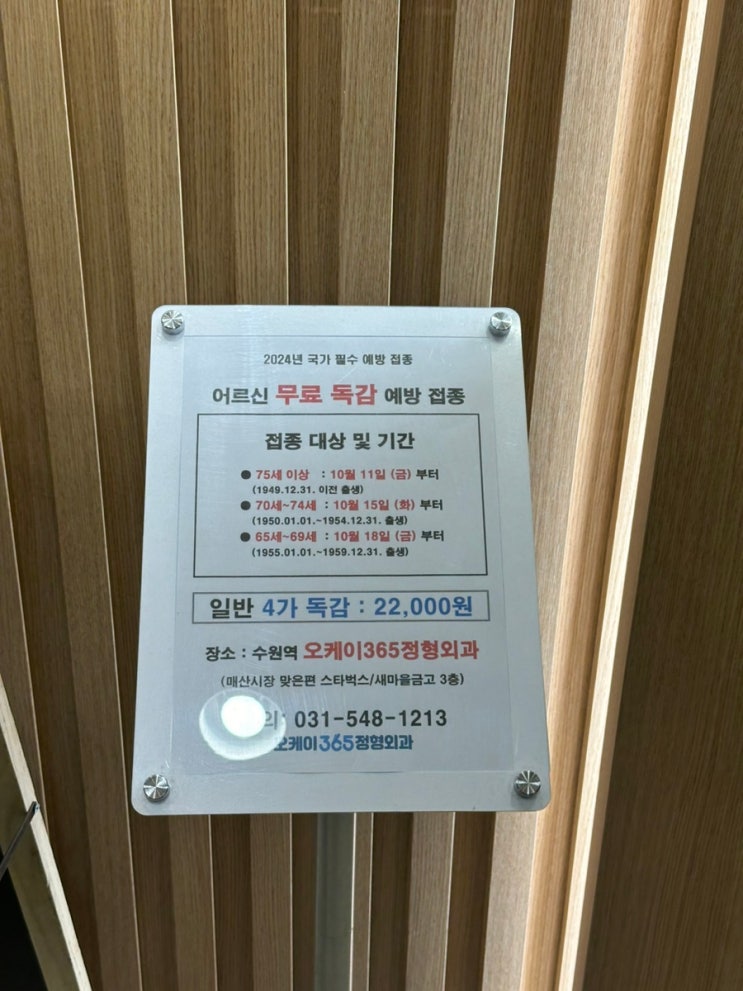 2024년 국가 필수 예방 접종
어르신 무료 독감 예방 접종
접종 대상 및 기간
● 75세 이상 : 10월 11일 (금) 부터
(1949.12.31. 이전 출생)
● 70세~74세 : 10월 15일 (화) 부터
(1950.01.01.~1954.12.31. 출생)
● 65세~69세 : 10월 18일 (금) 부터
(1955.01.01.~1959.12.31. 출생)
일반 4가 독감 : 22,000원
장소 : 수원역 오케이365정형외과
(매산시장 맞은편 스타벅스/새마을금고 3층)
의: 031-548-1213
오케이365정형외과